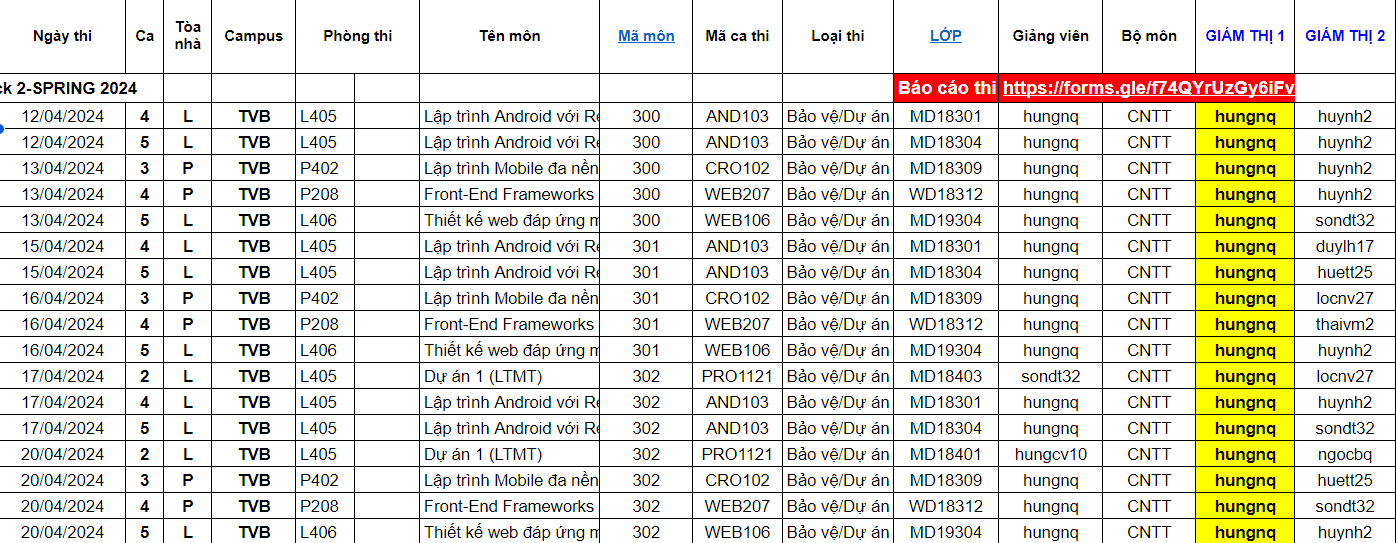 Ngày thi Ca Tòa nhà Campus Phòng thi Tên môn Mã môn Mã ca thi Loại thi LỚP Giảng viên Bộ môn GIÁM THỊ 1 GIÁM THỊ 2
ck 2-SPRING 2024 Báo cáo thi https://forms.gle/f74QYrUzGy6iFv
12/04/2024 4 L TVB L405 Lập trình Android với Re 300 AND103 Bảo vệ/Dự án MD18301 hungnq CNTT hungnq huynh2
12/04/2024 5 L TVB L405 Lập trình Android với Re 300 AND103 Bảo vệ/Dự án MD18304 hungnq CNTT hungnq huynh2
13/04/2024 3 P TVB P402 Lập trình Mobile đa nền 300 CRO102 Bảo vệ/Dự án MD18309 hungnq CNTT hungnq huynh2
13/04/2024 4 P TVB P208 Front-End Frameworks 300 WEB207 Bảo vệ/Dự án WD18312 hungnq CNTT hungnq huynh2
13/04/2024 5 L TVB L406 Thiết kế web đáp ứng m 300 WEB106 Bảo vệ/Dự án MD19304 hungnq CNTT hungnq sondt32
15/04/2024 4 L TVB L405 Lập trình Android với Re 301 AND103 Bảo vệ/Dự án MD18301 hungnq CNTT hungnq duylh17
15/04/2024 5 L TVB L405 Lập trình Android với Re 301 AND103 Bảo vệ/Dự án MD18304 hungnq CNTT hungnq huett25
16/04/2024 3 P TVB P402 Lập trình Mobile đa nền 301 CRO102 Bảo vệ/Dự án MD18309 hungnq CNTT hungnq locnv27
16/04/2024 4 P TVB P208 Front-End Frameworks 301 WEB207 Bảo vệ/Dự án WD18312 hungnq CNTT hungnq thaivm2
16/04/2024 5 L TVB L406 Thiết kế web đáp ứng m 301 WEB106 Bảo vệ/Dự án MD19304 hungnq CNTT hungnq huynh2
17/04/2024 2 L TVB L405 Dự án 1 (LTMT) 302 PRO1121 Bảo vệ/Dự án MD18403 sondt32 CNTT hungnq locnv27
17/04/2024 4 L TVB L405 Lập trình Android với Re 302 AND103 Bảo vệ/Dự án MD18301 hungnq CNTT hungnq huynh2
17/04/2024 5 L TVB L405 Lập trình Android với Re 302 AND103 Bảo vệ/Dự án MD18304 hungnq CNTT hungnq sondt32
20/04/2024 2 L TVB L405 Dự án 1 (LTMT) 302 PRO1121 Bảo vệ/Dự án MD18401 hungcv10 CNTT hungnq ngocbq
20/04/2024 3 P TVB P402 Lập trình Mobile đa nền 302 CRO102 Bảo vệ/Dự án MD18309 hungnq CNTT hungnq huett25
20/04/2024 4 P TVB P208 Front-End Frameworks 302 WEB207 Bảo vệ/Dự án WD18312 hungnq CNTT hungnq sondt32
20/04/2024 5 L TVB L406 Thiết kế web đáp ứng m 302 WEB106 Bảo vệ/Dự án MD19304 hungnq CNTT hungnq huynh2